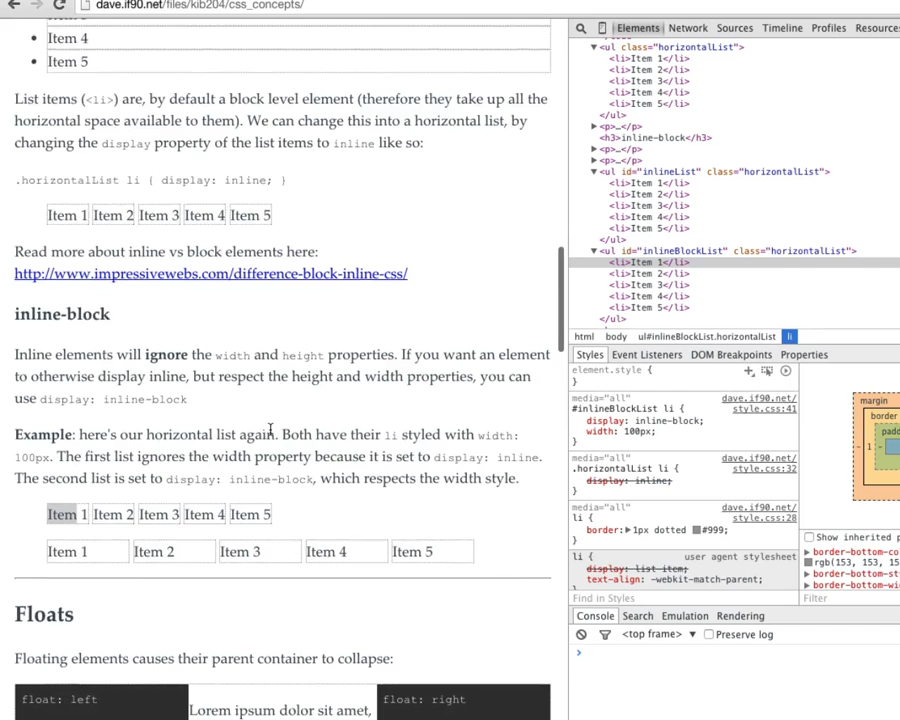 dave.if90.net/files/kib204/css_concepts/
Item 4
Item 5
List items (<li>) are, by default a block level element (therefore they take up all the
horizontal space available to them). We can change this into a horizontal list, by
changing the display property of the list items to inline like so:
.horizontalList li { display: inline; }
Item 1 Item 2 Item 3 Item 4 Item 5
Read more about inline vs block elements here:
http://www.impressivewebs.com/difference-block-inline-css/
inline-block
Inline elements will ignore the width and height properties. If you want an element
to otherwise display inline, but respect the height and width properties, you can
use display: inline-block
Example: here's our horizontal list again. Both have their li styled with width:
100px. The first list ignores the width property because it is set to display: inline.
The second list is set to display: inline-block, which respects the width style.
Item 1 Item 2 Item 3 Item 4 Item 5
Item 1 Item 2 Item 3 Item 4 Item 5
Floats
Floating elements causes their parent container to collapse:
float: left
Lorem ipsum dolor sit amet,
float: right
Elements Network Sources Timeline Profiles Resources
<ul class="horizontalList">
<li>Item 1</li>
<li>Item 2</li>
<li>Item 3</li>
<li>Item 4</li>
<li>Item 5</li>
</ul>
<p>…</p>
<h3>inline-block</h3>
<p>…</p>
<p>…</p>
<ul id="inlineList" class="horizontalList">
<li>Item 1</li>
<li>Item 2</li>
<li>Item 3</li>
<li>Item 4</li>
<li>Item 5</li>
</ul>
<ul id="inlineBlockList" class="horizontalList">
<li>Item 1</li>
<li>Item 2</li>
<li>Item 3</li>
<li>Item 4</li>
<li>Item 5</li>
</ul>
html body ul#inlineBlockList.horizontalList li
Styles Event Listeners DOM Breakpoints Properties
element.style {
}
media="all" dave.if90.net/
#inlineBlockList li { style.css:41
display: inline-block;
width: 100px;
}
media="all" dave.if90.net/
.horizontalList li { style.css:32
display: inline;
}
media="all" dave.if90.net/
li { style.css:28
border: 1px dotted #999;
}
li { user agent stylesheet
display: list-item;
text-align: -webkit-match-parent;
}
Find in Styles
margin
border
padd
- 1 -
Show inherited p
border-bottom-co
rgb(153, 153, 15
border-bottom-st
border-bottom-wi
Filter
Console Search Emulation Rendering
<top frame> Preserve log